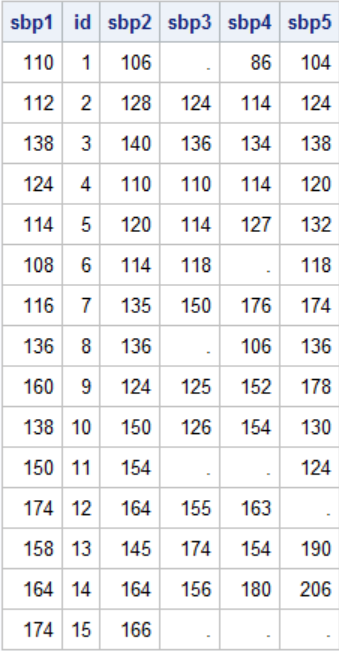 sbp1 id sbp2 sbp3 sbp4 sbp5
110 1 106 . 86 104
112 2 128 124 114 124
138 3 140 136 134 138
124 4 110 110 114 120
114 5 120 114 127 132
108 6 114 118 . 118
116 7 135 150 176 174
136 8 136 . 106 136
160 9 124 125 152 178
138 10 150 126 154 130
150 11 154 . . 124
174 12 164 155 163 .
158 13 145 174 154 190
164 14 164 156 180 206
174 15 166 . . .